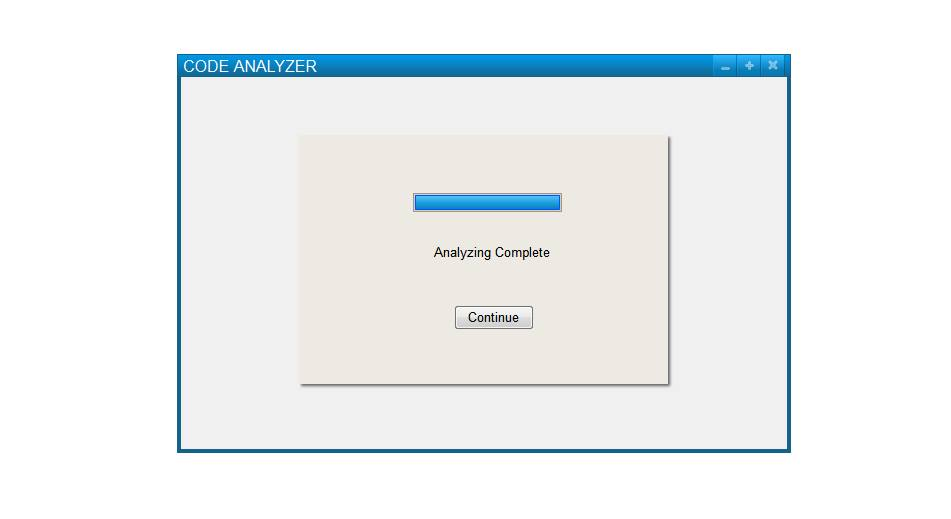 CODE ANALYZER
Analyzing Complete
Continue